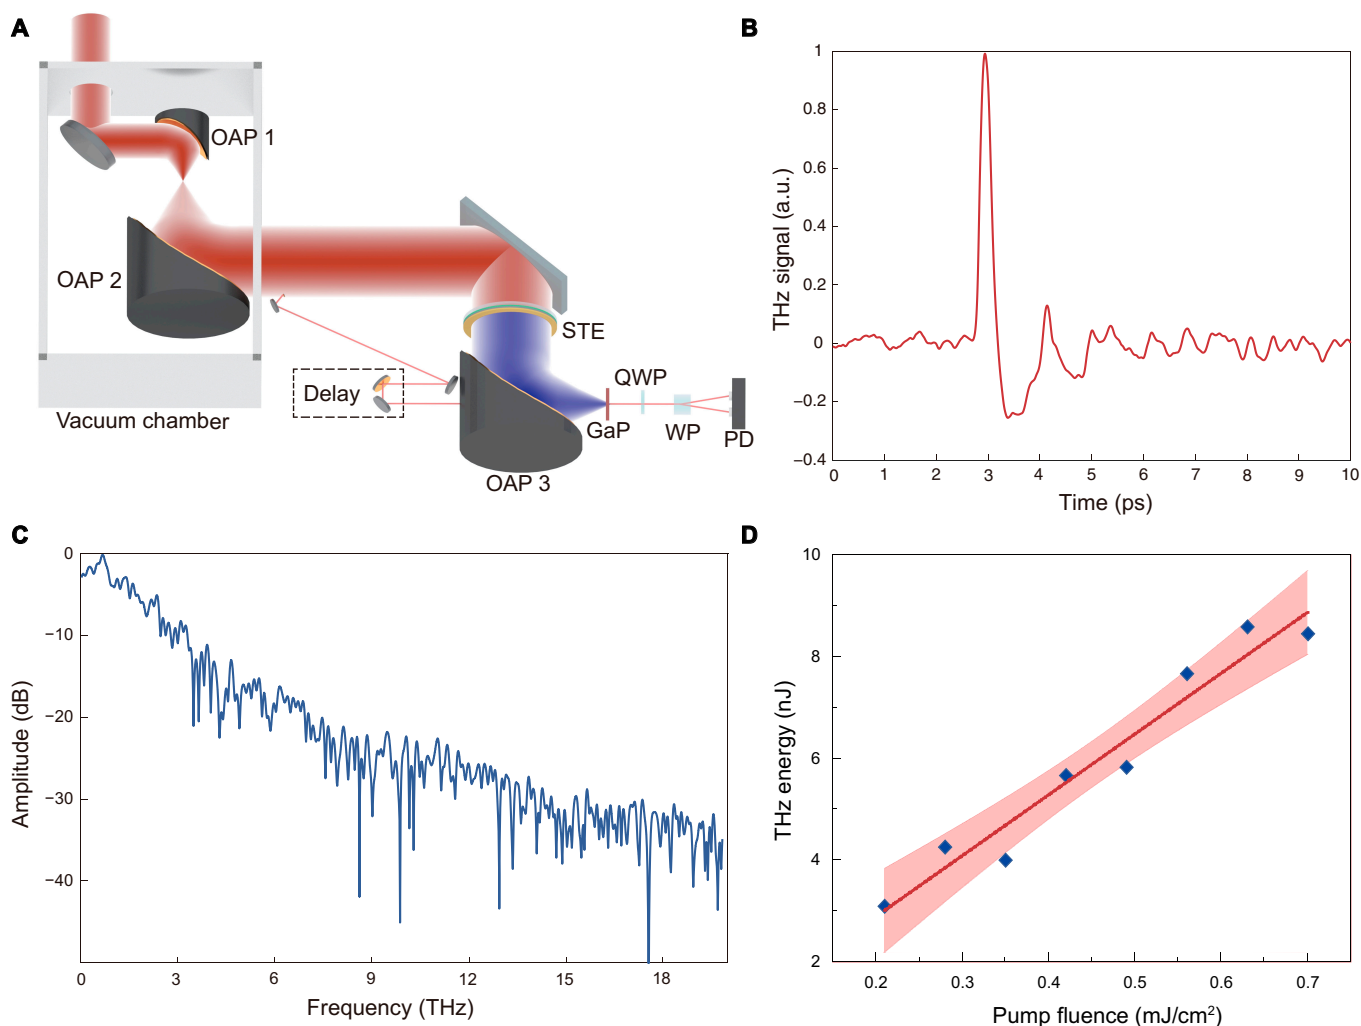 A
OAP 1
OAP 2
Vacuum chamber
Delay
STE
QWP
GaP
WP
PD
OAP 3
B
THz signal (a.u.)
1
0.8
0.6
0.4
0.2
0
−0.2
−0.4
0 1 2 3 4 5 6 7 8 9 10
Time (ps)
C
Amplitude (dB)
0
−10
−20
−30
−40
0 3 6 9 12 15 18
Frequency (THz)
D
THz energy (nJ)
10
8
6
4
2
0.2 0.3 0.4 0.5 0.6 0.7
Pump fluence (mJ/cm²)